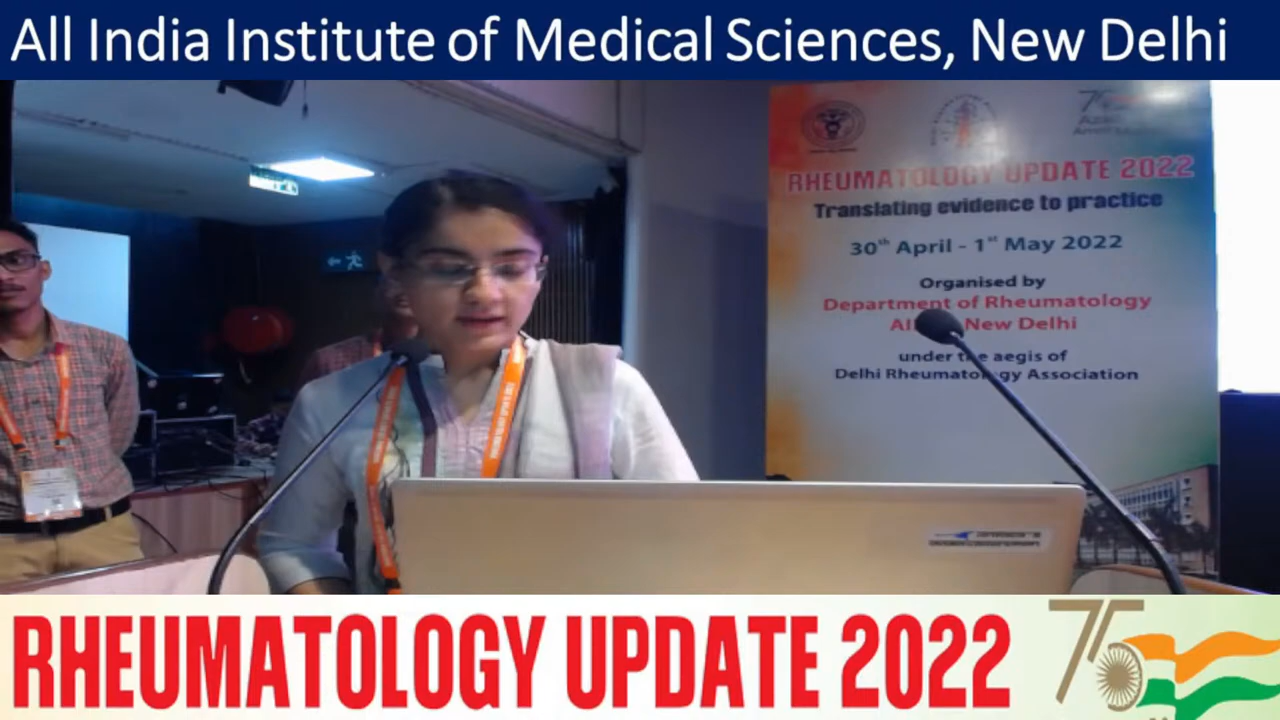 All India Institute of Medical Sciences, New Delhi
RHEUMATOLOGY UPDATE 2022
Translating evidence to practice
30th April - 1st May 2022
Organised by
Department of Rheumatology
New Delhi
under the aegis of
Delhi Rheumatology Association
RHEUMATOLOGY UPDATE 2022
75